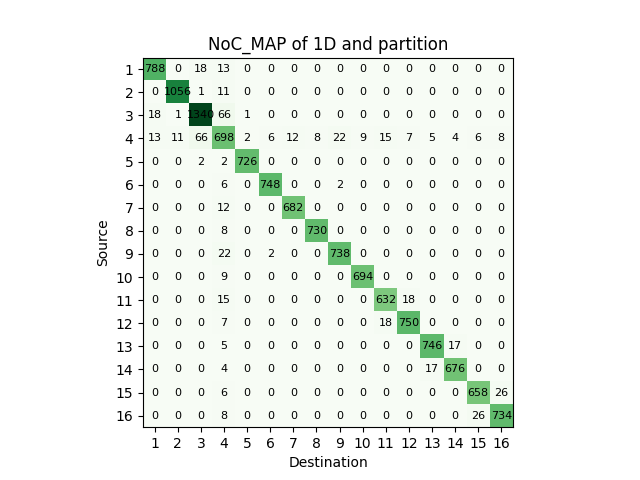 NoC_MAP of 1D and partition
1 788 0 18 13 0 0 0 0 0 0 0 0 0 0 0 0
2 0 1056 1 11 0 0 0 0 0 0 0 0 0 0 0 0
3 18 1 1340 66 1 0 0 0 0 0 0 0 0 0 0 0
4 13 11 66 698 2 6 12 8 22 9 15 7 5 4 6 8
5 0 0 2 2 726 0 0 0 0 0 0 0 0 0 0 0
6 0 0 0 6 0 748 0 0 2 0 0 0 0 0 0 0
7 0 0 0 12 0 0 682 0 0 0 0 0 0 0 0 0
8 0 0 0 8 0 0 0 730 0 0 0 0 0 0 0 0
9 0 0 0 22 0 2 0 0 738 0 0 0 0 0 0 0
10 0 0 0 9 0 0 0 0 0 694 0 0 0 0 0 0
11 0 0 0 15 0 0 0 0 0 0 632 18 0 0 0 0
12 0 0 0 7 0 0 0 0 0 0 18 750 0 0 0 0
13 0 0 0 5 0 0 0 0 0 0 0 0 746 17 0 0
14 0 0 0 4 0 0 0 0 0 0 0 0 17 676 0 0
15 0 0 0 6 0 0 0 0 0 0 0 0 0 0 658 26
16 0 0 0 8 0 0 0 0 0 0 0 0 0 0 26 734
1 2 3 4 5 6 7 8 9 10 11 12 13 14 15 16
Destination
Source